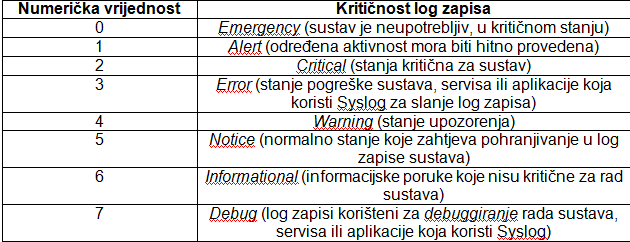 Numerička vrijednost
Kritičnost log zapisa
0
Emergency (sustav je neupotrebljiv, u kritičnom stanju)
1
Alert (određena aktivnost mora biti hitno provedena)
2
Critical (stanja kritična za sustav)
3
Error (stanje pogreške sustava, servisa ili aplikacije koja
koristi Syslog za slanje log zapisa)
4
Warning (stanje upozorenja)
5
Notice (normalno stanje koje zahtjeva pohranjivanje u log
zapise sustava)
6
Informational (informacijske poruke koje nisu kritične za rad
sustava)
7
Debug (log zapisi korišteni za debuggiranje rada sustava,
servisa ili aplikacija koja koristi Syslog)